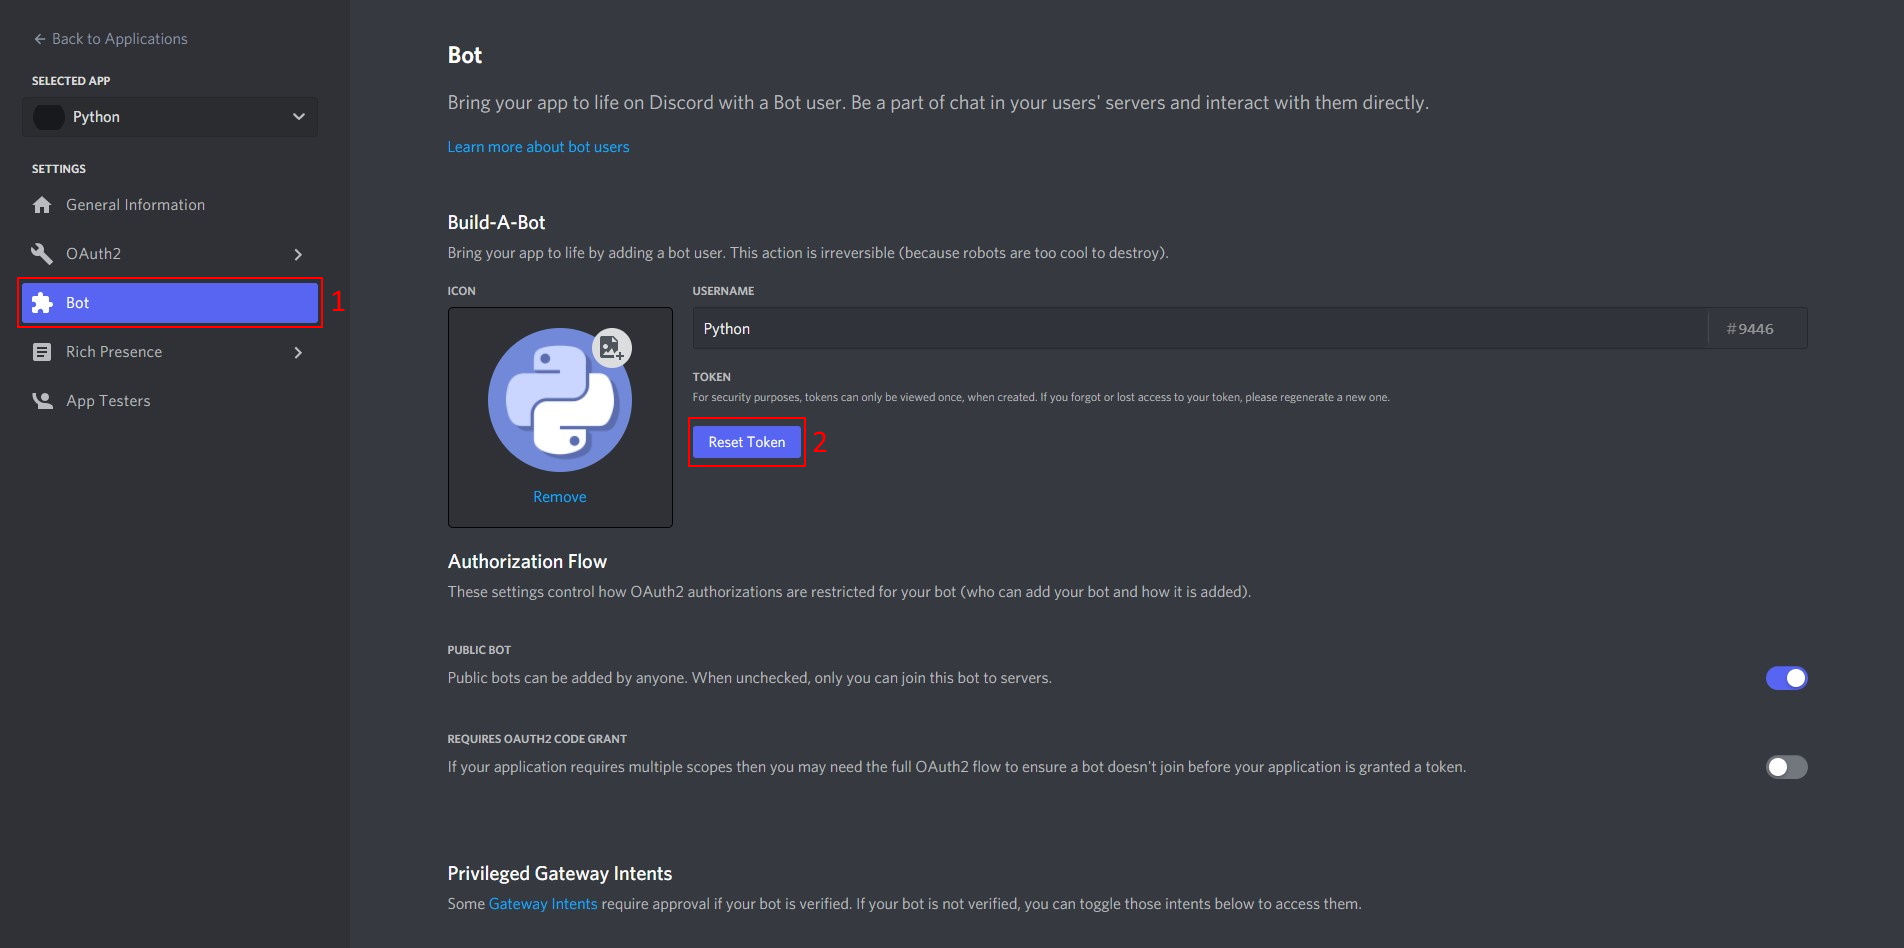 Back to Applications
SELECTED APP
Python
SETTINGS
General Information
OAuth2
Bot
1
Rich Presence
App Testers
Bot
Bring your app to life on Discord with a Bot user. Be a part of chat in your users' servers and interact with them directly.
Learn more about bot users
Build-A-Bot
Bring your app to life by adding a bot user. This action is irreversible (because robots are too cool to destroy).
ICON
Remove
USERNAME
Python #9446
TOKEN
For security purposes, tokens can only be viewed once, when created. If you forgot or lost access to your token, please regenerate a new one.
Reset Token 2
Authorization Flow
These settings control how OAuth2 authorizations are restricted for your bot (who can add your bot and how it is added).
PUBLIC BOT
Public bots can be added by anyone. When unchecked, only you can join this bot to servers.
REQUIRES OAUTH2 CODE GRANT
If your application requires multiple scopes then you may need the full OAuth2 flow to ensure a bot doesn't join before your application is granted a token.
Privileged Gateway Intents
Some Gateway Intents require approval if your bot is verified. If your bot is not verified, you can toggle those intents below to access them.